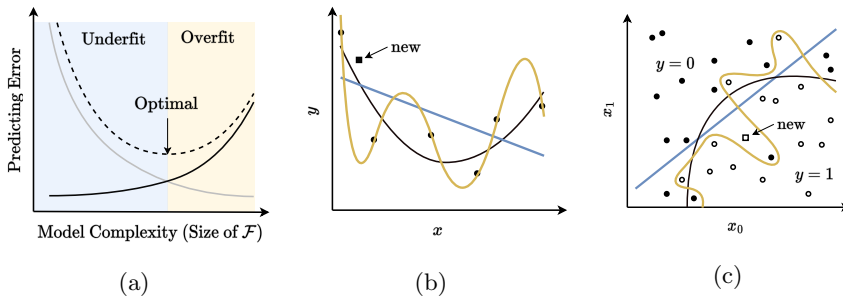 Underfit
Overfit
Optimal
Predicting Error
Model Complexity (Size of ℱ)
(a)
new
y
x
(b)
y = 0
new
y = 1
x₁
x₀
(c)